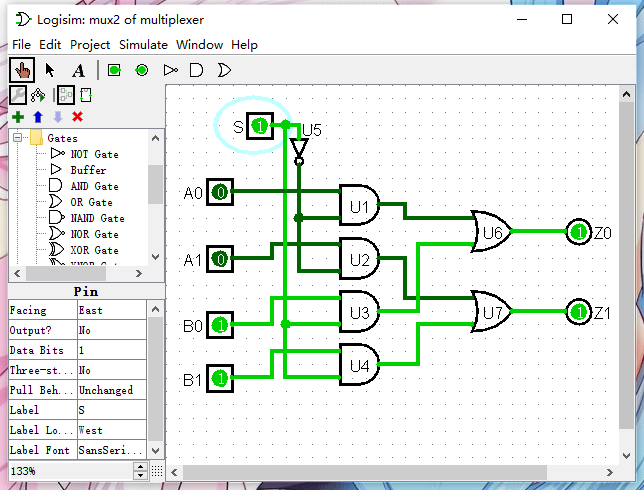 Logisim: mux2 of multiplexer
File Edit Project Simulate Window Help
A
Gates
NOT Gate
Buffer
AND Gate
OR Gate
NAND Gate
NOR Gate
XOR Gate
XNOR Gate
Pin
Facing East
Output? No
Data Bits 1
Three-st... No
Pull Beh... Unchanged
Label S
Label Lo... West
Label Font SansSeri...
133%
S 1 U5
A0 0 U1
U6 1 Z0
A1 0 U2
B0 1 U3 U7 1 Z1
B1 1 U4